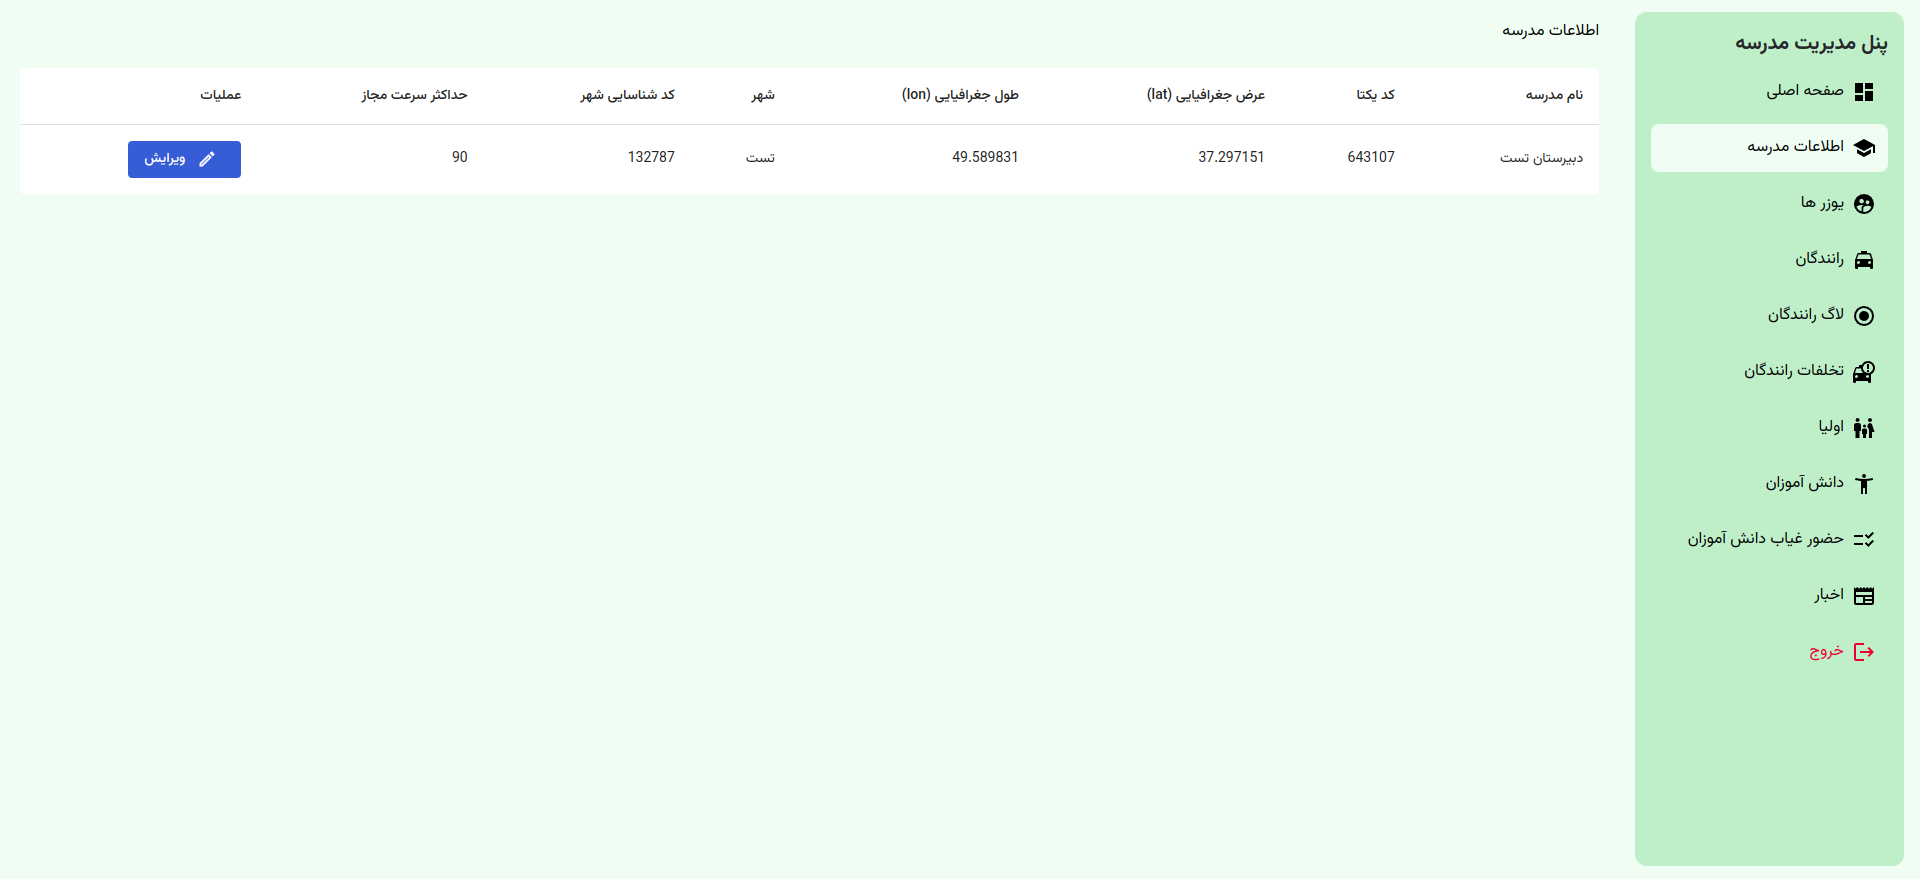 پنل مدیریت مدرسه
صفحه اصلی
اطلاعات مدرسه
یوزر ها
رانندگان
لاگ رانندگان
تخلفات رانندگان
اولیا
دانش آموزان
حضور غیاب دانش آموزان
اخبار
خروج
اطلاعات مدرسه
نام مدرسه کد یکتا عرض جغرافیایی (lat) طول جغرافیایی (lon) شهر کد شناسایی شهر حداکثر سرعت مجاز عملیات
دبیرستان تست 643107 37.297151 49.589831 تست 132787 90 ویرایش